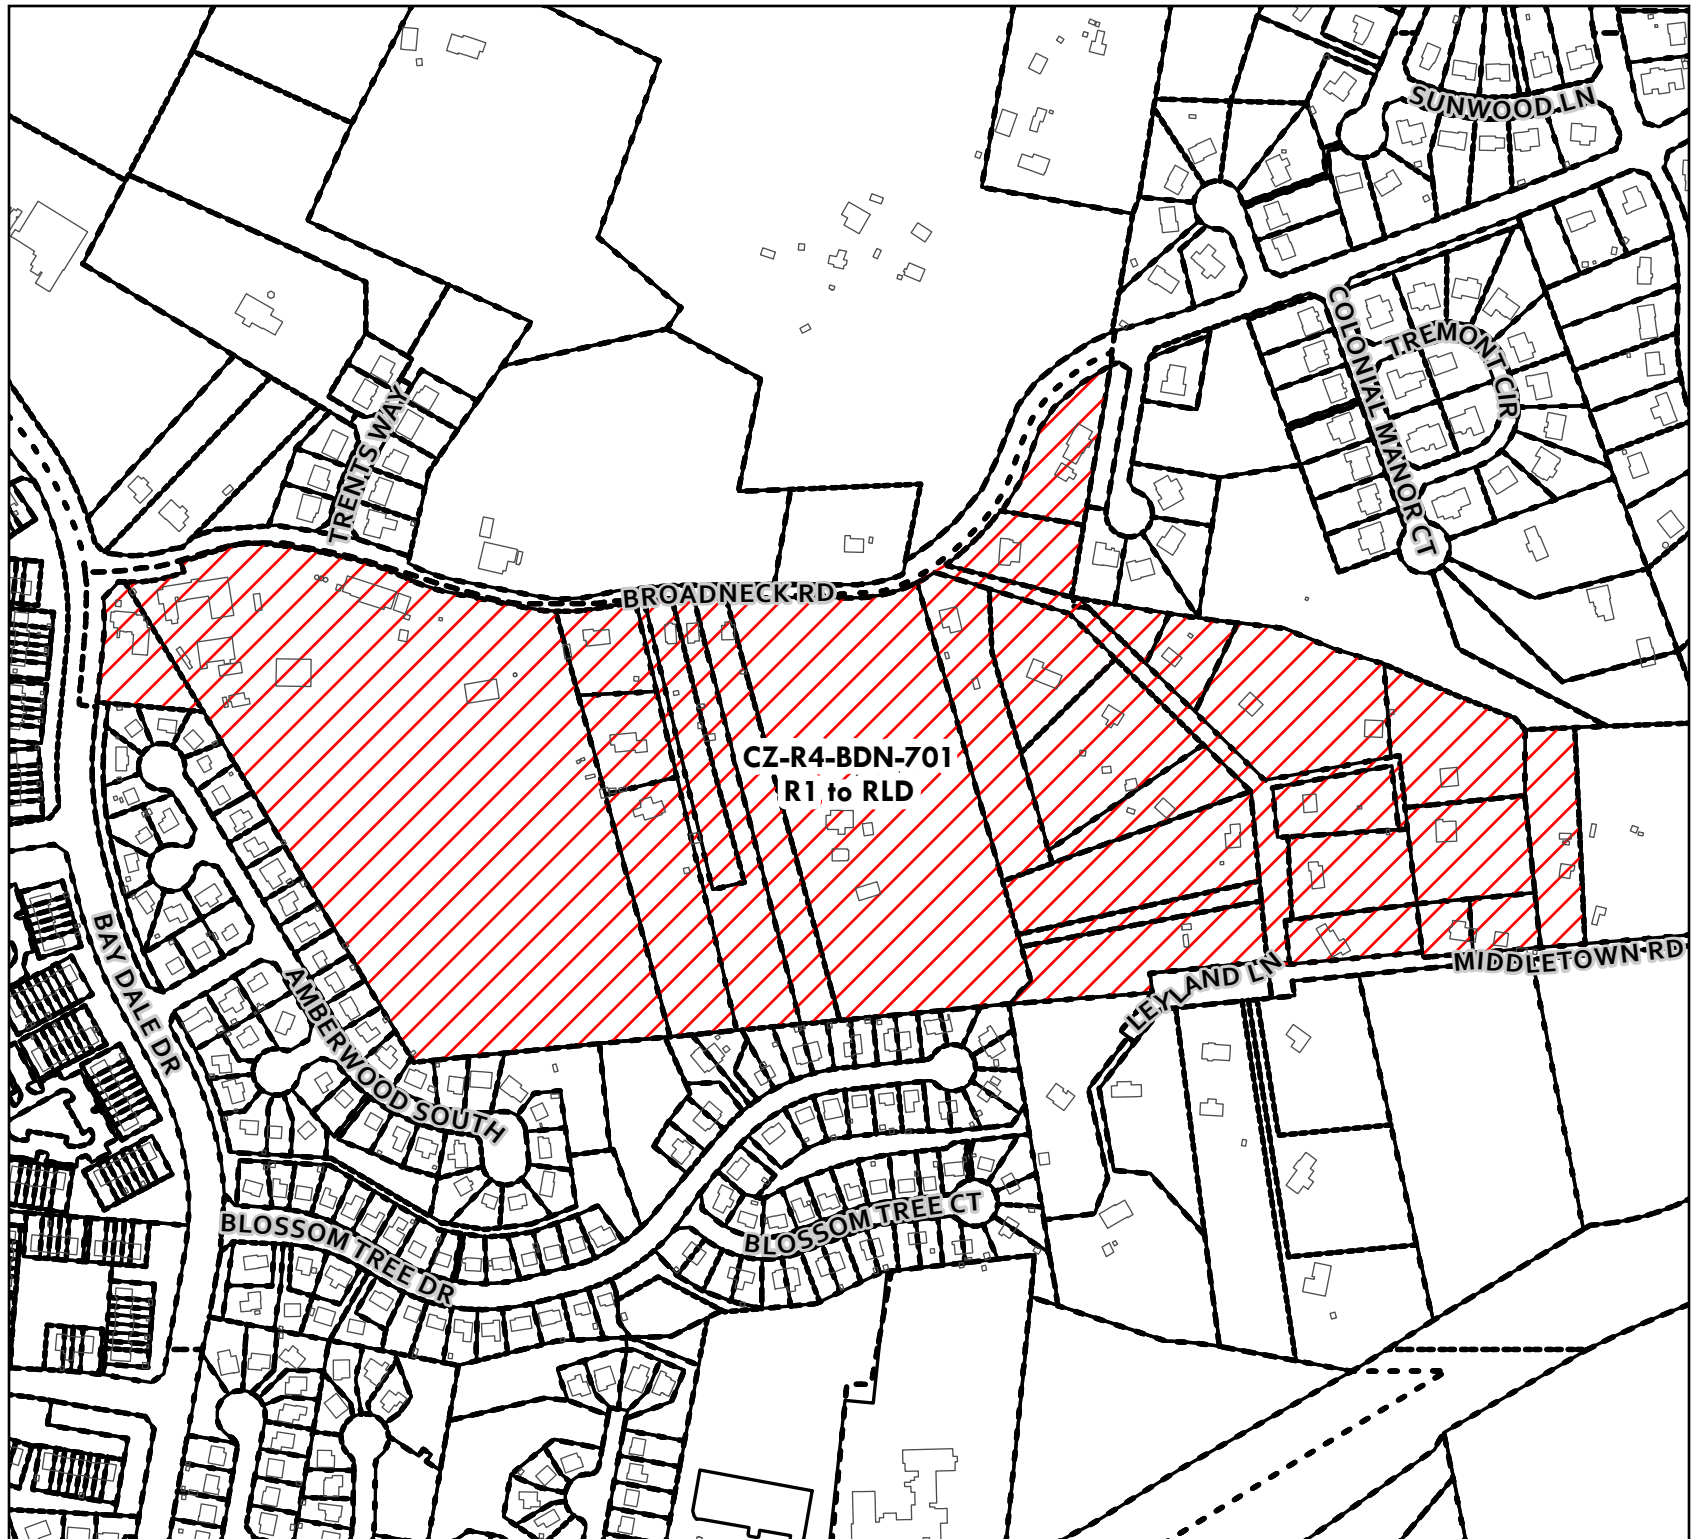 SUNWOOD LN
COLONIAL MANOR CT
TREMONT CIR
TRENTS WAY
BROADNECK RD
CZ-R4-BDN-701
R1 to RLD
BAY DALE DR
AMBERWOOD SOUTH
LEYLAND LN
MIDDLETOWN RD
BLOSSOM TREE DR
BLOSSOM TREE CT